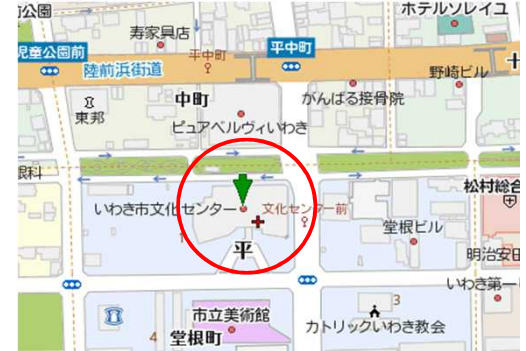 公園
ホテルソレイユ
寿家具店
児童公園前
平中町
平中町
陸前浜街道
野崎ビル
中町
東邦
がんばる接骨院
ピュアベルヴィいわき
眼科
松村総合
いわき市文化センター
文化センター前
堂根ビル
平
明治安田
いわき第一
市立美術館
3
カトリックいわき教会
4
堂根町